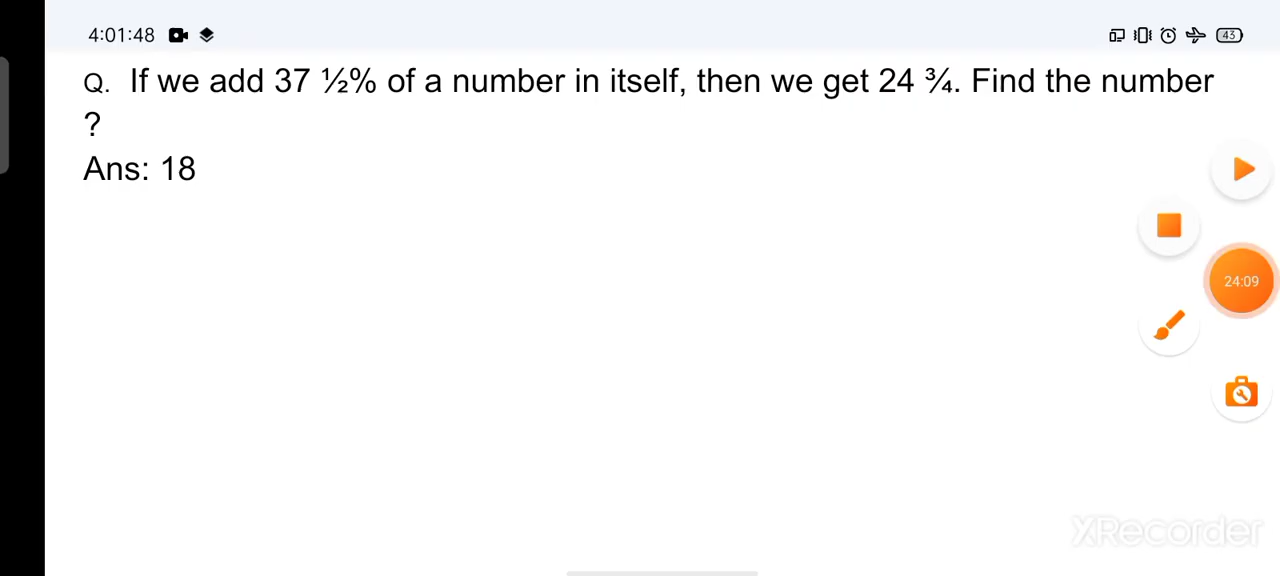 4:01:48
43
Q. If we add 37 ½% of a number in itself, then we get 24 ¾. Find the number
?
Ans: 18
24:09
XRecorder